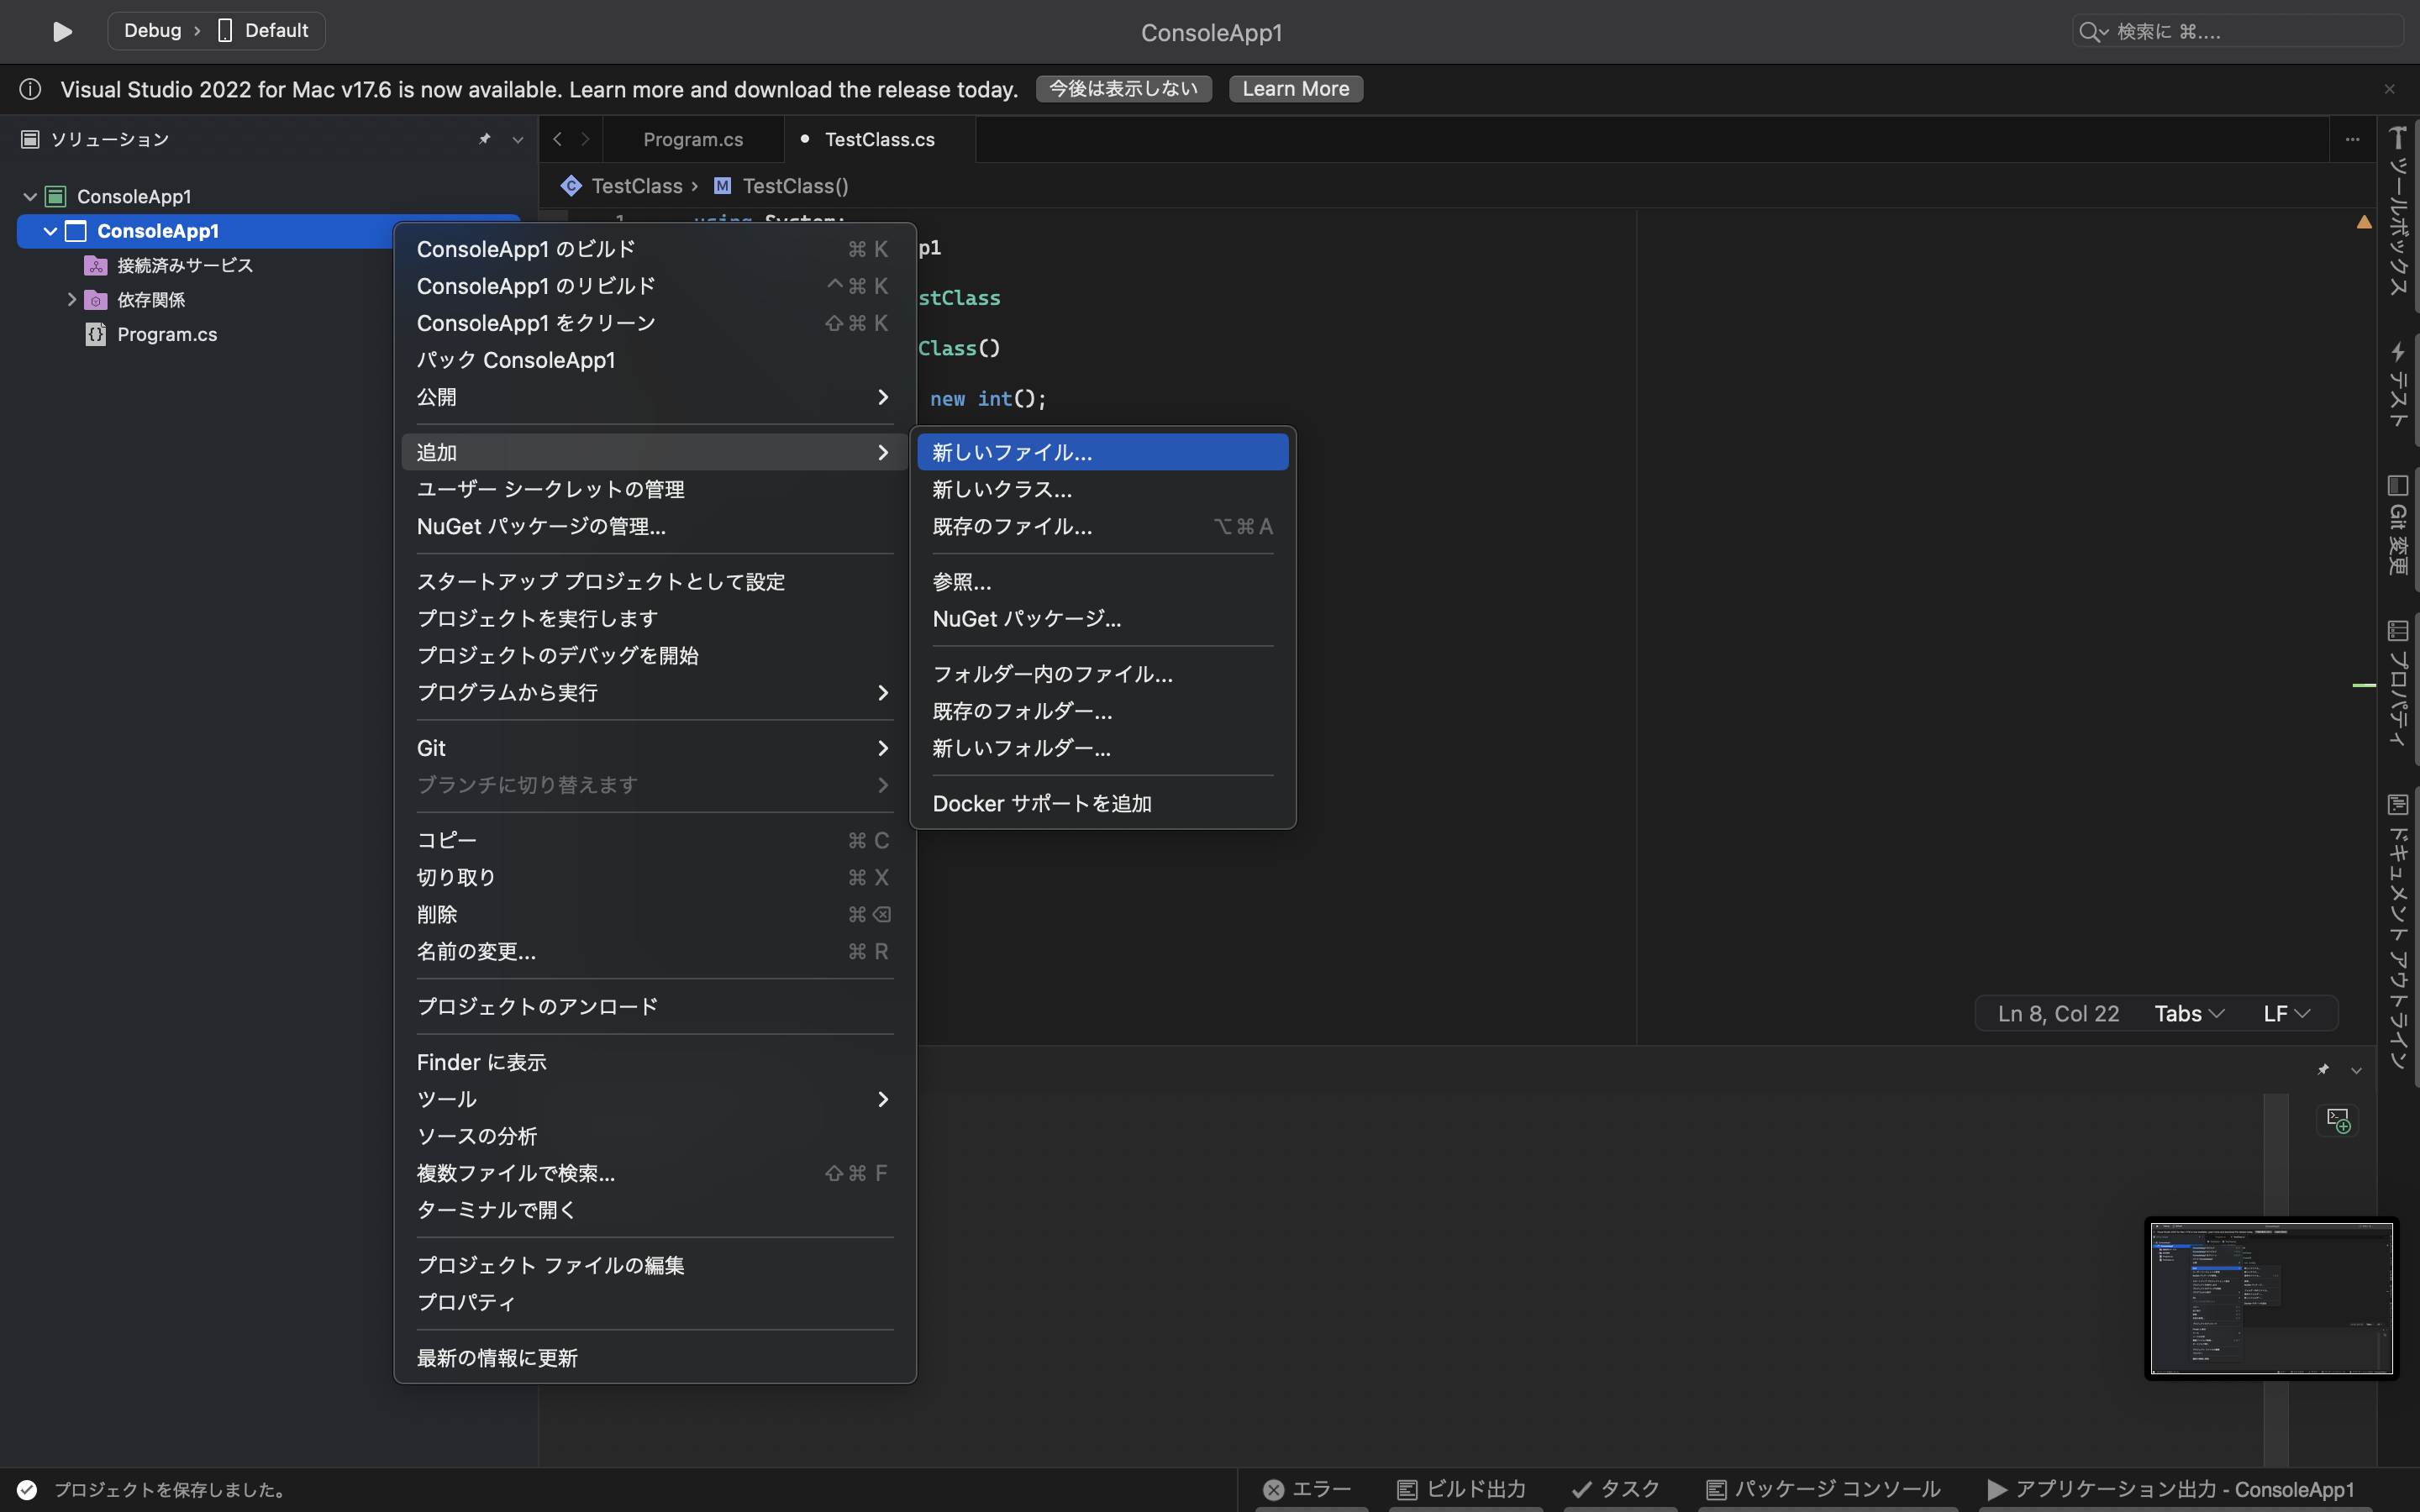 Debug › Default
ConsoleApp1
検索に ⌘....
Visual Studio 2022 for Mac v17.6 is now available. Learn more and download the release today.
今後は表示しない
Learn More
ソリューション
Program.cs
TestClass.cs
ConsoleApp1
ConsoleApp1
接続済みサービス
依存関係
Program.cs
TestClass › M TestClass()
1 using System;
p1
stClass
Class()
new int();
ConsoleApp1 のビルド ⌘ K
ConsoleApp1 のリビルド ^⌘ K
ConsoleApp1 をクリーン ⇧⌘ K
パック ConsoleApp1
公開
追加
ユーザー シークレットの管理
NuGet パッケージの管理...
スタートアップ プロジェクトとして設定
プロジェクトを実行します
プロジェクトのデバッグを開始
プログラムから実行
Git
ブランチに切り替えます
コピー ⌘ C
切り取り ⌘ X
削除 ⌘⌫
名前の変更... ⌘ R
プロジェクトのアンロード
Finder に表示
ツール
ソースの分析
複数ファイルで検索... ⇧⌘ F
ターミナルで開く
プロジェクト ファイルの編集
プロパティ
最新の情報に更新
新しいファイル...
新しいクラス...
既存のファイル... ⌥⌘A
参照...
NuGet パッケージ...
フォルダー内のファイル...
既存のフォルダー...
新しいフォルダー...
Docker サポートを追加
Ln 8, Col 22 Tabs LF
ツールボックス
テスト
Git 変更
プロパティ
ドキュメント アウトライン
プロジェクトを保存しました。
エラー
ビルド出力
タスク
パッケージ コンソール
アプリケーション出力 - ConsoleApp1